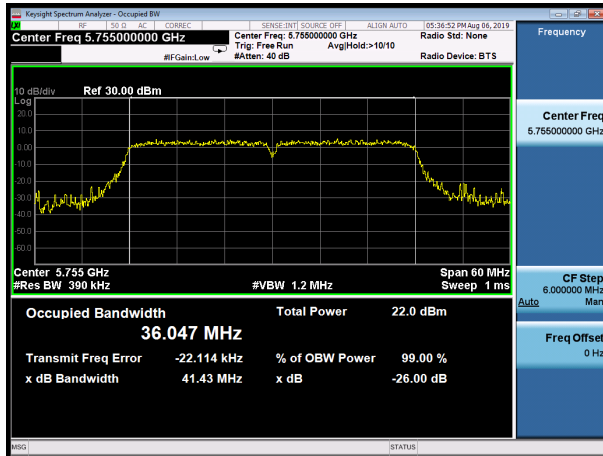 Keysight Spectrum Analyzer - Occupied BW
RF 50 Ω AC CORREC SENSE:INT SOURCE OFF ALIGN AUTO 05:36:52 PM Aug 06, 2019
Center Freq 5.755000000 GHz Center Freq: 5.755000000 GHz Radio Std: None
Trig: Free Run Avg|Hold:>10/10
#IFGain:Low #Atten: 40 dB Radio Device: BTS
10 dB/div Ref 30.00 dBm
Log
20.0
10.0
0.00
-10.0
-20.0
-30.0
-40.0
-50.0
-60.0
Center 5.755 GHz Span 60 MHz
#Res BW 390 kHz #VBW 1.2 MHz Sweep 1 ms
Occupied Bandwidth Total Power 22.0 dBm
36.047 MHz
Transmit Freq Error -22.114 kHz % of OBW Power 99.00 %
x dB Bandwidth 41.43 MHz x dB -26.00 dB
MSG STATUS
Frequency
Center Freq
5.755000000 GHz
CF Step
6.000000 MHz
Auto Man
Freq Offset
0 Hz